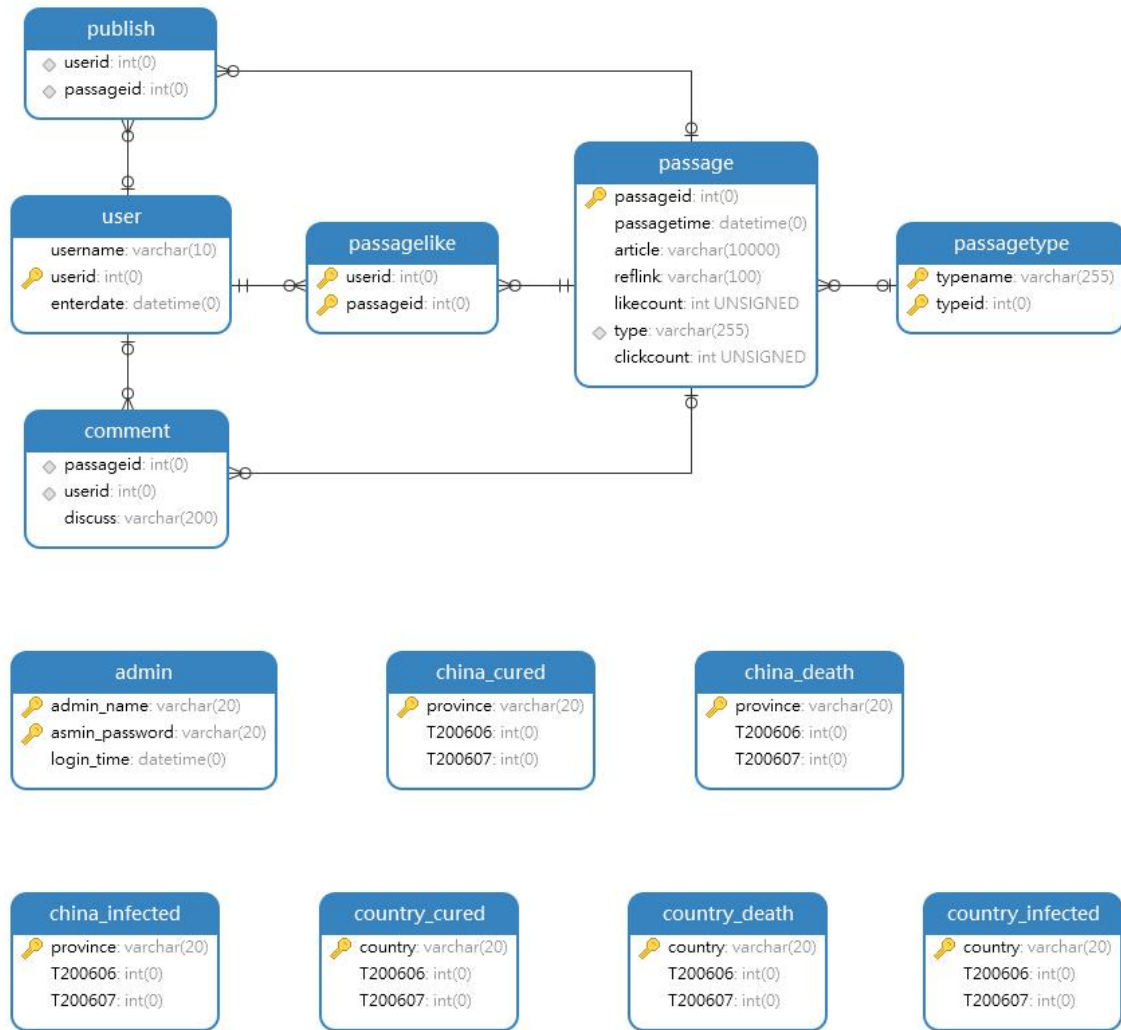 publish
userid: int(0)
passageid: int(0)
user
username: varchar(10)
userid: int(0)
enterdate: datetime(0)
passagelike
userid: int(0)
passageid: int(0)
passage
passageid: int(0)
passagetime: datetime(0)
article: varchar(10000)
reflink: varchar(100)
likecount: int UNSIGNED
type: varchar(255)
clickcount: int UNSIGNED
passagetype
typename: varchar(255)
typeid: int(0)
comment
passageid: int(0)
userid: int(0)
discuss: varchar(200)
admin
admin_name: varchar(20)
asmin_password: varchar(20)
login_time: datetime(0)
china_cured
province: varchar(20)
T200606: int(0)
T200607: int(0)
china_death
province: varchar(20)
T200606: int(0)
T200607: int(0)
china_infected
province: varchar(20)
T200606: int(0)
T200607: int(0)
country_cured
country: varchar(20)
T200606: int(0)
T200607: int(0)
country_death
country: varchar(20)
T200606: int(0)
T200607: int(0)
country_infected
country: varchar(20)
T200606: int(0)
T200607: int(0)